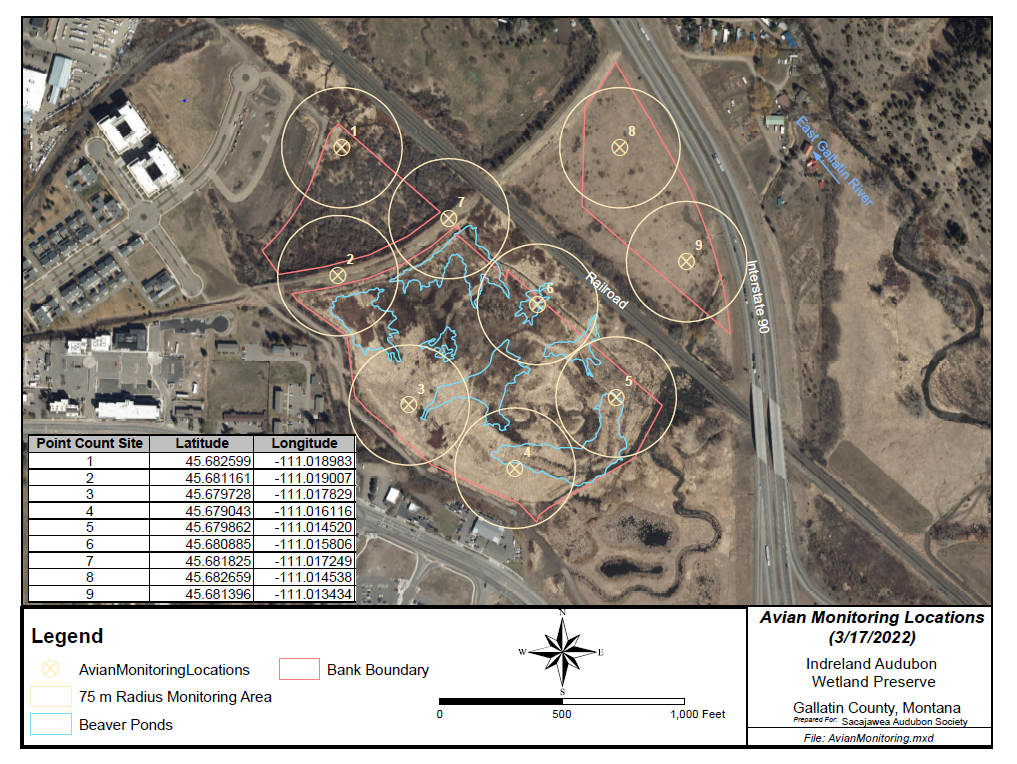 1
8
7
2
9
6
3
5
4
East Gallatin River
Railroad
Interstate 90
Point Count Site Latitude Longitude
1 45.682599 -111.018983
2 45.681161 -111.019007
3 45.679728 -111.017829
4 45.679043 -111.016116
5 45.679862 -111.014520
6 45.680885 -111.015806
7 45.681825 -111.017249
8 45.682659 -111.014538
9 45.681396 -111.013434
Legend
AvianMonitoringLocations
Bank Boundary
75 m Radius Monitoring Area
Beaver Ponds
N
W E
S
0 500 1,000 Feet
Avian Monitoring Locations
(3/17/2022)
Indreland Audubon
Wetland Preserve
Gallatin County, Montana
Prepared For: Sacajawea Audubon Society
File: AvianMonitoring.mxd